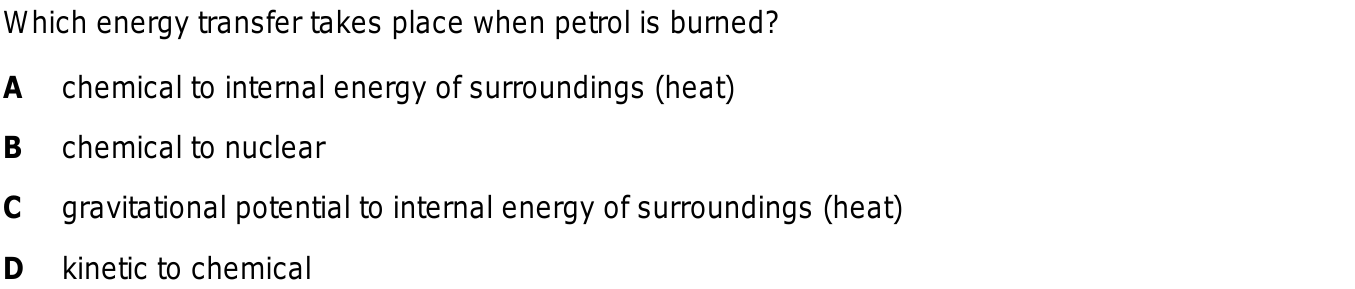 Which energy transfer takes place when petrol is burned?
A chemical to internal energy of surroundings (heat)
B chemical to nuclear
C gravitational potential to internal energy of surroundings (heat)
D kinetic to chemical